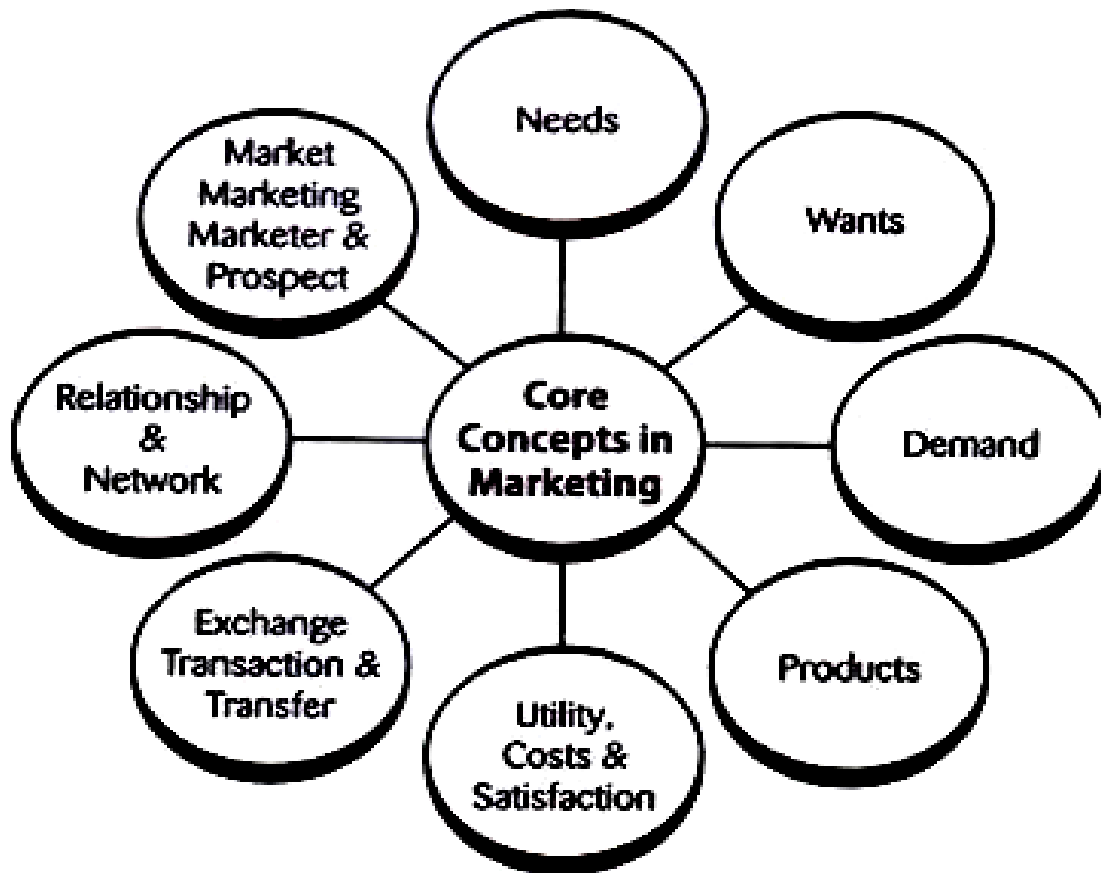 Needs
Wants
Demand
Products
Utility,
Costs &
Satisfaction
Exchange
Transaction &
Transfer
Relationship
&
Network
Market
Marketing
Marketer &
Prospect
Core
Concepts in
Marketing